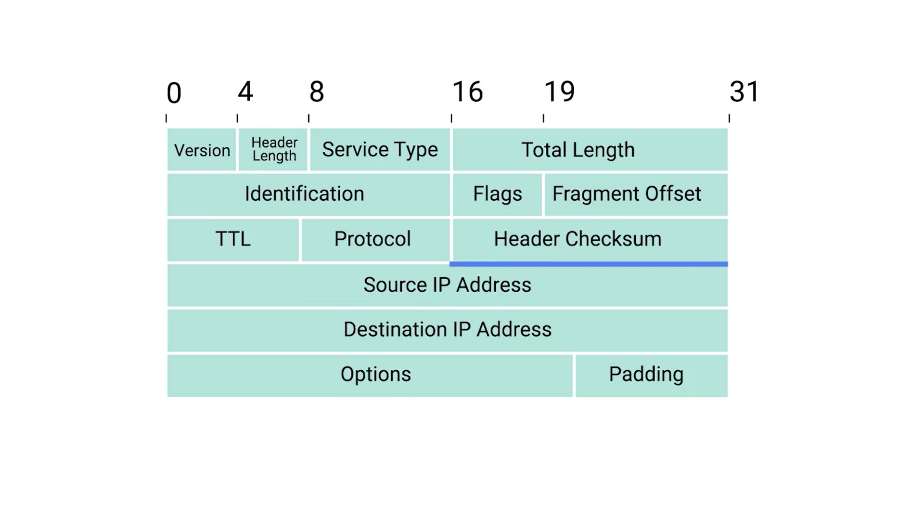 0 4 8 16 19 31
Version Header Length Service Type Total Length
Identification Flags Fragment Offset
TTL Protocol Header Checksum
Source IP Address
Destination IP Address
Options Padding